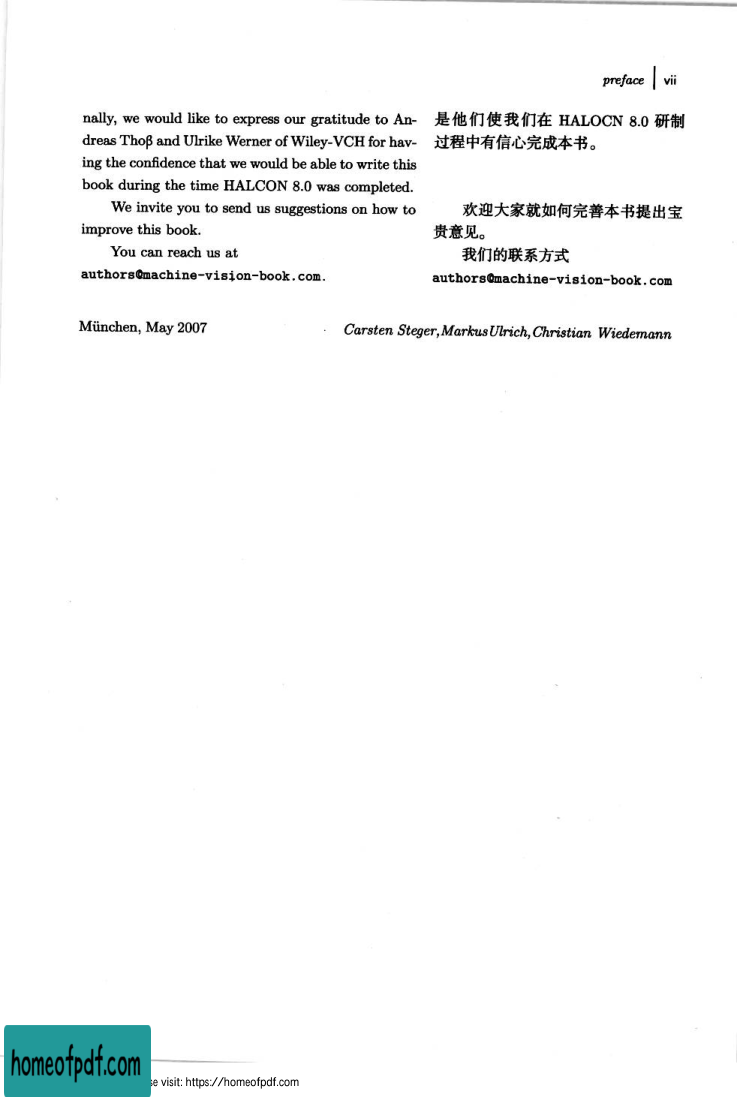 preface | vii
nally, we would like to express our gratitude to An-
dreas Thoβ and Ulrike Werner of Wiley-VCH for hav-
ing the confidence that we would be able to write this
book during the time HALCON 8.0 was completed.
We invite you to send us suggestions on how to
improve this book.
You can reach us at
authors@machine-vision-book.com.
是他们使我们在 HALOCN 8.0 研制
过程中有信心完成本书。
欢迎大家就如何完善本书提出宝
贵意见。
我们的联系方式
authors@machine-vision-book.com
München, May 2007
Carsten Steger, Markus Ulrich, Christian Wiedemann
homeofpdf.com
se visit: https://homeofpdf.com